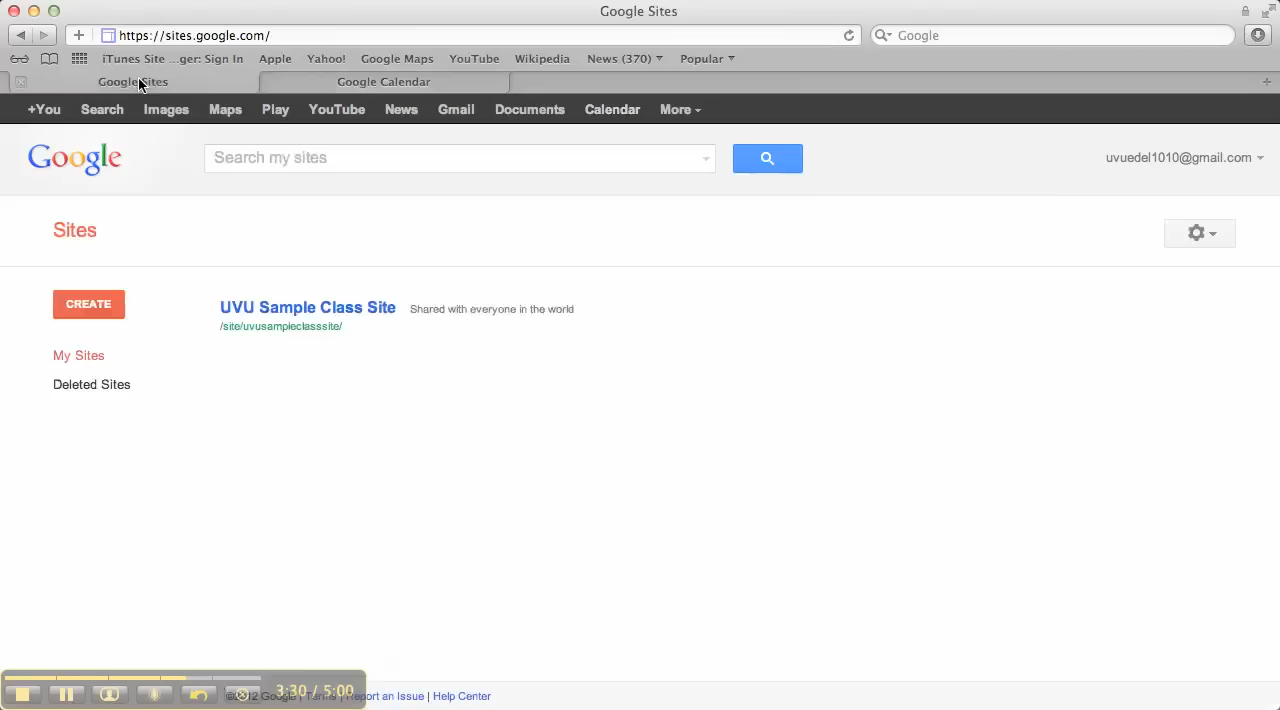 Google Sites
https://sites.google.com/
Google
iTunes Site ...ger: Sign In Apple Yahoo! Google Maps YouTube Wikipedia News (370) Popular
Google Sites Google Calendar
+You Search Images Maps Play YouTube News Gmail Documents Calendar More
Google Search my sites uvuedel1010@gmail.com
Sites
CREATE
UVU Sample Class Site Shared with everyone in the world
/site/uvusampleclasssite/
My Sites
Deleted Sites
3:30 / 5:00
Google | Terms | Report an Issue | Help Center